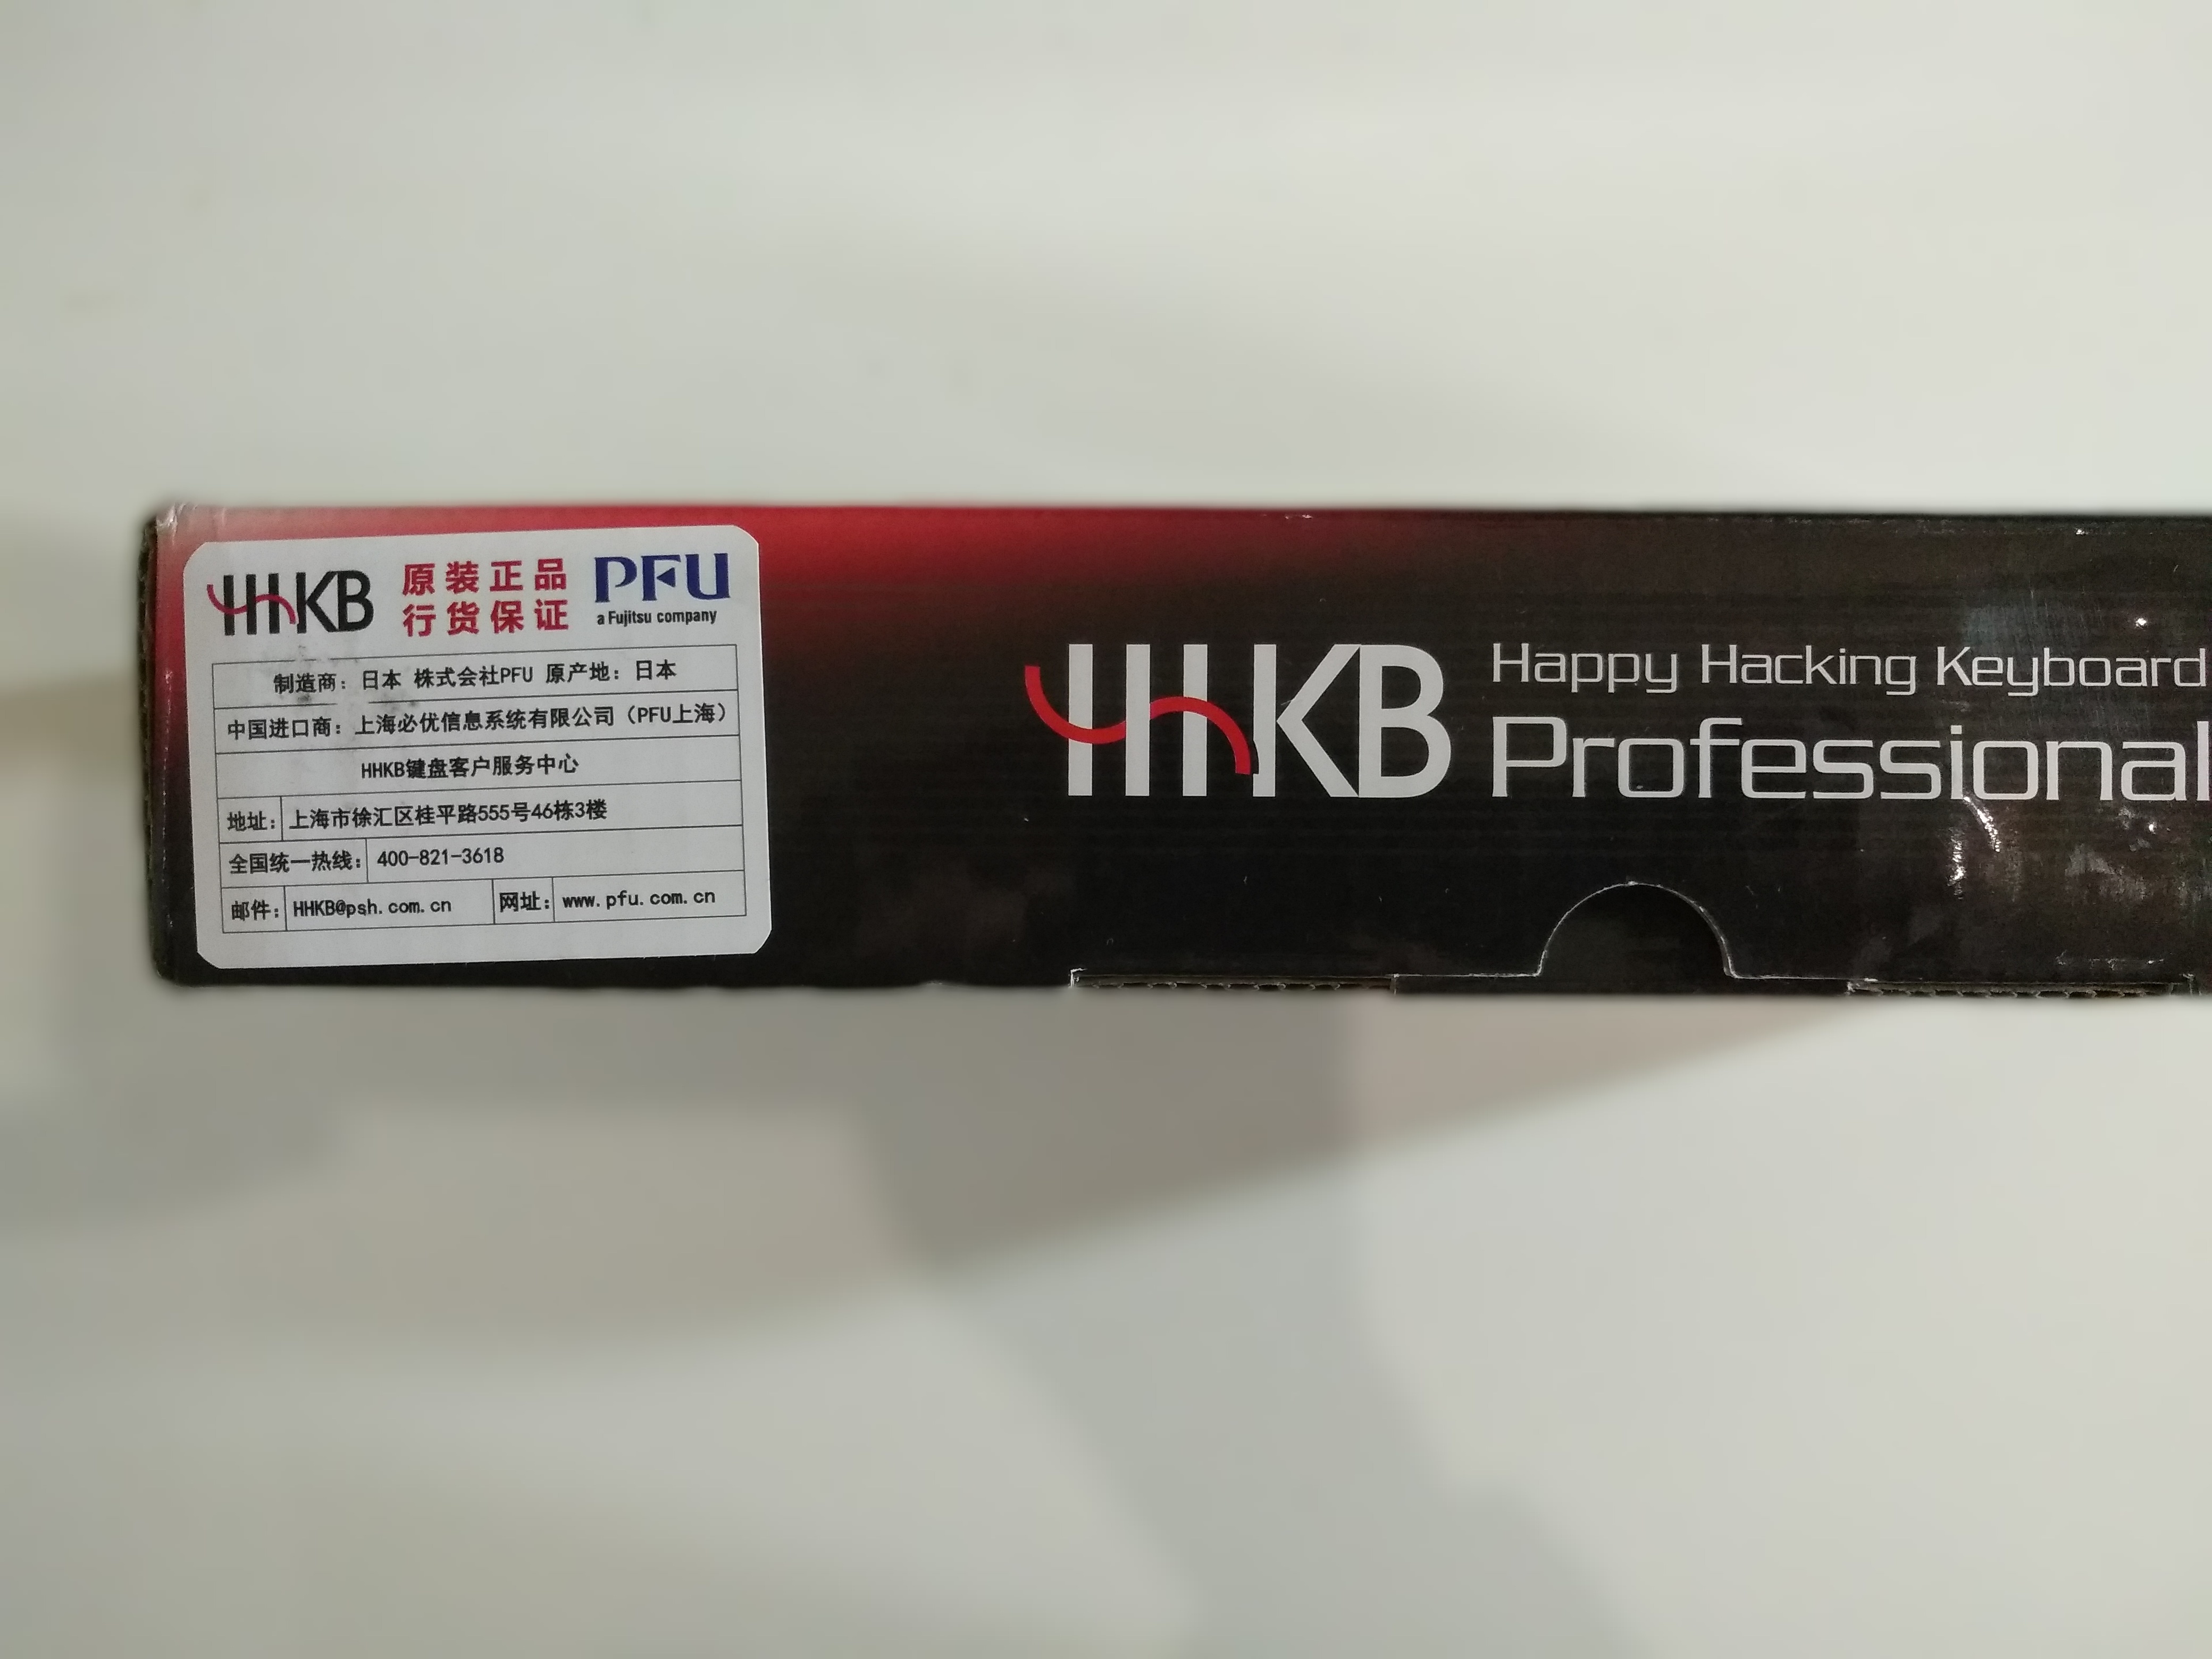 HHKB 原装正品 PFU
行货保证 a Fujitsu company
制造商：日本 株式会社PFU 原产地：日本
中国进口商：上海必优信息系统有限公司（PFU上海）
HHKB键盘客户服务中心
地址：上海市徐汇区桂平路555号46栋3楼
全国统一热线：400-821-3618
邮件：HHKB@psh.com.cn 网址：www.pfu.com.cn
HHKB Happy Hacking Keyboard
Professional